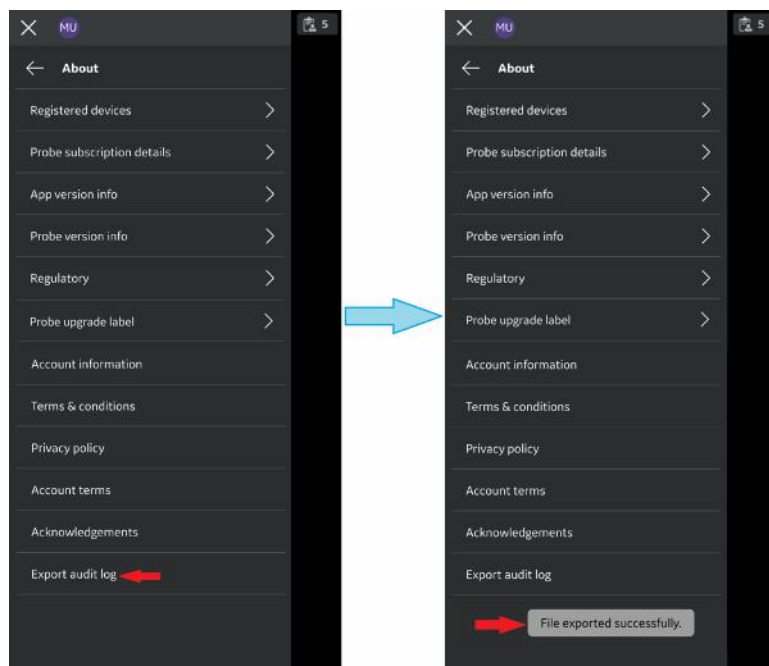 MU
5
About
Registered devices
Probe subscription details
App version info
Probe version info
Regulatory
Probe upgrade label
Account information
Terms & conditions
Privacy policy
Account terms
Acknowledgements
Export audit log
MU
5
About
Registered devices
Probe subscription details
App version info
Probe version info
Regulatory
Probe upgrade label
Account information
Terms & conditions
Privacy policy
Account terms
Acknowledgements
Export audit log
File exported successfully.